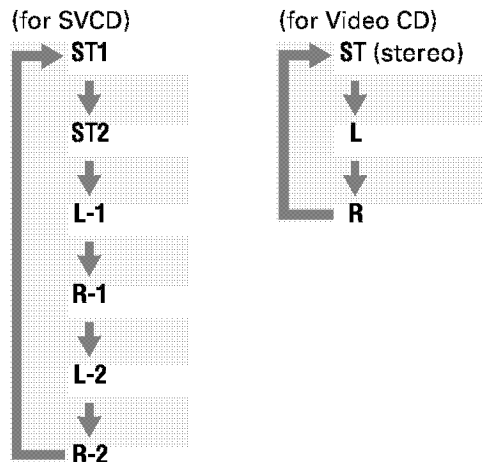 (for SVCD)
ST1
ST2
L-1
R-1
L-2
R-2
(for Video CD)
ST (stereo)
L
R